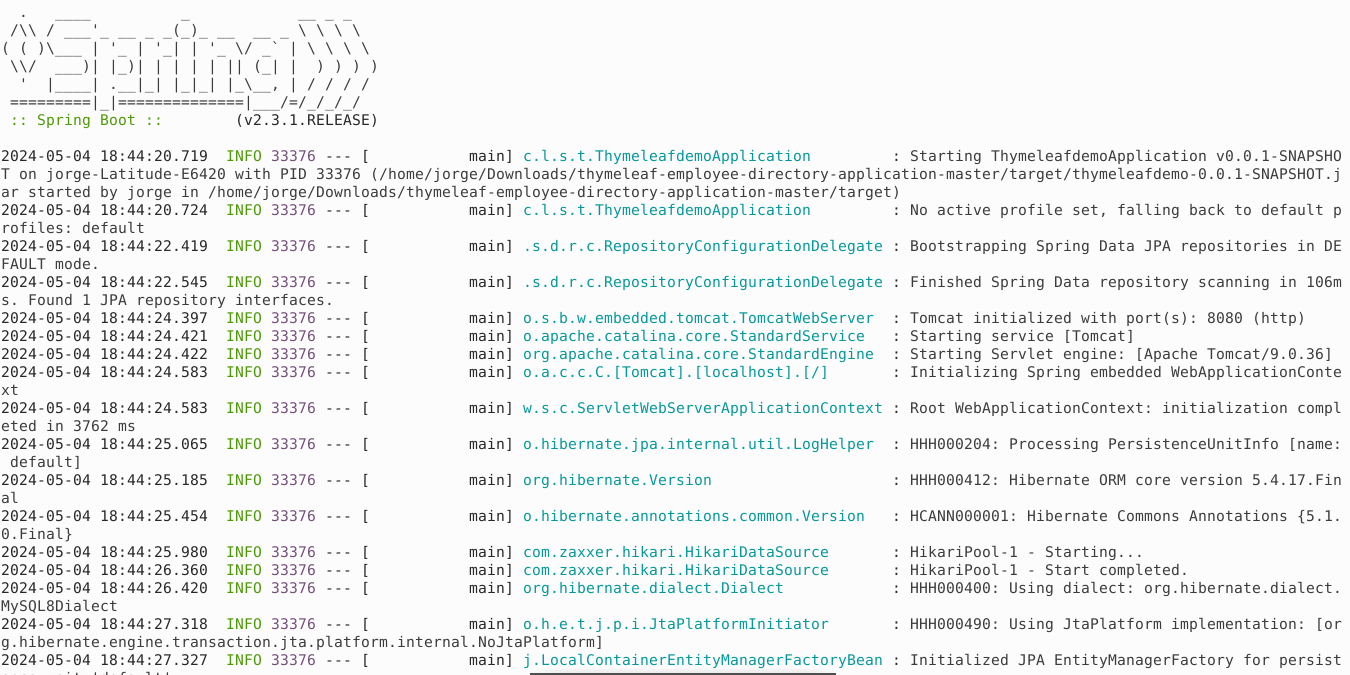 .   ____          _            __ _ _
 /\\ / ___'_ __ _ _(_)_ __  __ _ \ \ \ \
( ( )\___ | '_ | '_| | '_ \/ _` | \ \ \ \
 \\/  ___)| |_)| | | | | || (_| |  ) ) ) )
  '  |____| .__|_| |_|_| |_\__, | / / / /
 =========|_|==============|___/=/_/_/_/
 :: Spring Boot ::        (v2.3.1.RELEASE)
2024-05-04 18:44:20.719  INFO 33376 --- [           main] c.l.s.t.ThymeleafdemoApplication         : Starting ThymeleafdemoApplication v0.0.1-SNAPSHO
T on jorge-Latitude-E6420 with PID 33376 (/home/jorge/Downloads/thymeleaf-employee-directory-application-master/target/thymeleafdemo-0.0.1-SNAPSHOT.j
ar started by jorge in /home/jorge/Downloads/thymeleaf-employee-directory-application-master/target)
2024-05-04 18:44:20.724  INFO 33376 --- [           main] c.l.s.t.ThymeleafdemoApplication         : No active profile set, falling back to default p
rofiles: default
2024-05-04 18:44:22.419  INFO 33376 --- [           main] .s.d.r.c.RepositoryConfigurationDelegate : Bootstrapping Spring Data JPA repositories in DE
FAULT mode.
2024-05-04 18:44:22.545  INFO 33376 --- [           main] .s.d.r.c.RepositoryConfigurationDelegate : Finished Spring Data repository scanning in 106m
s. Found 1 JPA repository interfaces.
2024-05-04 18:44:24.397  INFO 33376 --- [           main] o.s.b.w.embedded.tomcat.TomcatWebServer  : Tomcat initialized with port(s): 8080 (http)
2024-05-04 18:44:24.421  INFO 33376 --- [           main] o.apache.catalina.core.StandardService   : Starting service [Tomcat]
2024-05-04 18:44:24.422  INFO 33376 --- [           main] org.apache.catalina.core.StandardEngine  : Starting Servlet engine: [Apache Tomcat/9.0.36]
2024-05-04 18:44:24.583  INFO 33376 --- [           main] o.a.c.c.C.[Tomcat].[localhost].[/]       : Initializing Spring embedded WebApplicationConte
xt
2024-05-04 18:44:24.583  INFO 33376 --- [           main] w.s.c.ServletWebServerApplicationContext : Root WebApplicationContext: initialization compl
eted in 3762 ms
2024-05-04 18:44:25.065  INFO 33376 --- [           main] o.hibernate.jpa.internal.util.LogHelper  : HHH000204: Processing PersistenceUnitInfo [name:
 default]
2024-05-04 18:44:25.185  INFO 33376 --- [           main] org.hibernate.Version                    : HHH000412: Hibernate ORM core version 5.4.17.Fin
al
2024-05-04 18:44:25.454  INFO 33376 --- [           main] o.hibernate.annotations.common.Version   : HCANN000001: Hibernate Commons Annotations {5.1.
0.Final}
2024-05-04 18:44:25.980  INFO 33376 --- [           main] com.zaxxer.hikari.HikariDataSource       : HikariPool-1 - Starting...
2024-05-04 18:44:26.360  INFO 33376 --- [           main] com.zaxxer.hikari.HikariDataSource       : HikariPool-1 - Start completed.
2024-05-04 18:44:26.420  INFO 33376 --- [           main] org.hibernate.dialect.Dialect            : HHH000400: Using dialect: org.hibernate.dialect.
MySQL8Dialect
2024-05-04 18:44:27.318  INFO 33376 --- [           main] o.h.e.t.j.p.i.JtaPlatformInitiator       : HHH000490: Using JtaPlatform implementation: [or
g.hibernate.engine.transaction.jta.platform.internal.NoJtaPlatform]
2024-05-04 18:44:27.327  INFO 33376 --- [           main] j.LocalContainerEntityManagerFactoryBean : Initialized JPA EntityManagerFactory for persist